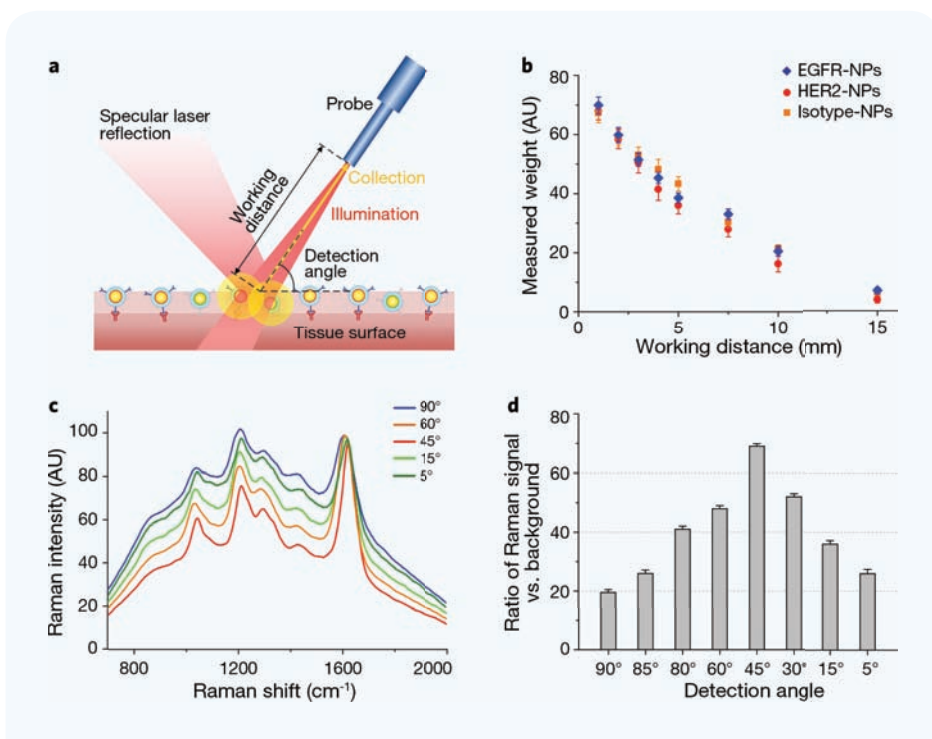 a
Specular laser
reflection
Probe
Working
distance
Collection
Illumination
Detection
angle
Tissue surface
b
EGFR-NPs
HER2-NPs
Isotype-NPs
Measured weight (AU)
80
60
40
20
0
0 5 10 15
Working distance (mm)
c
90°
60°
45°
15°
5°
Raman intensity (AU)
100
80
60
40
20
0
800 1200 1600 2000
Raman shift (cm-1)
d
Ratio of Raman signal
vs. background
80
60
40
20
0
90° 85° 80° 60° 45° 30° 15° 5°
Detection angle